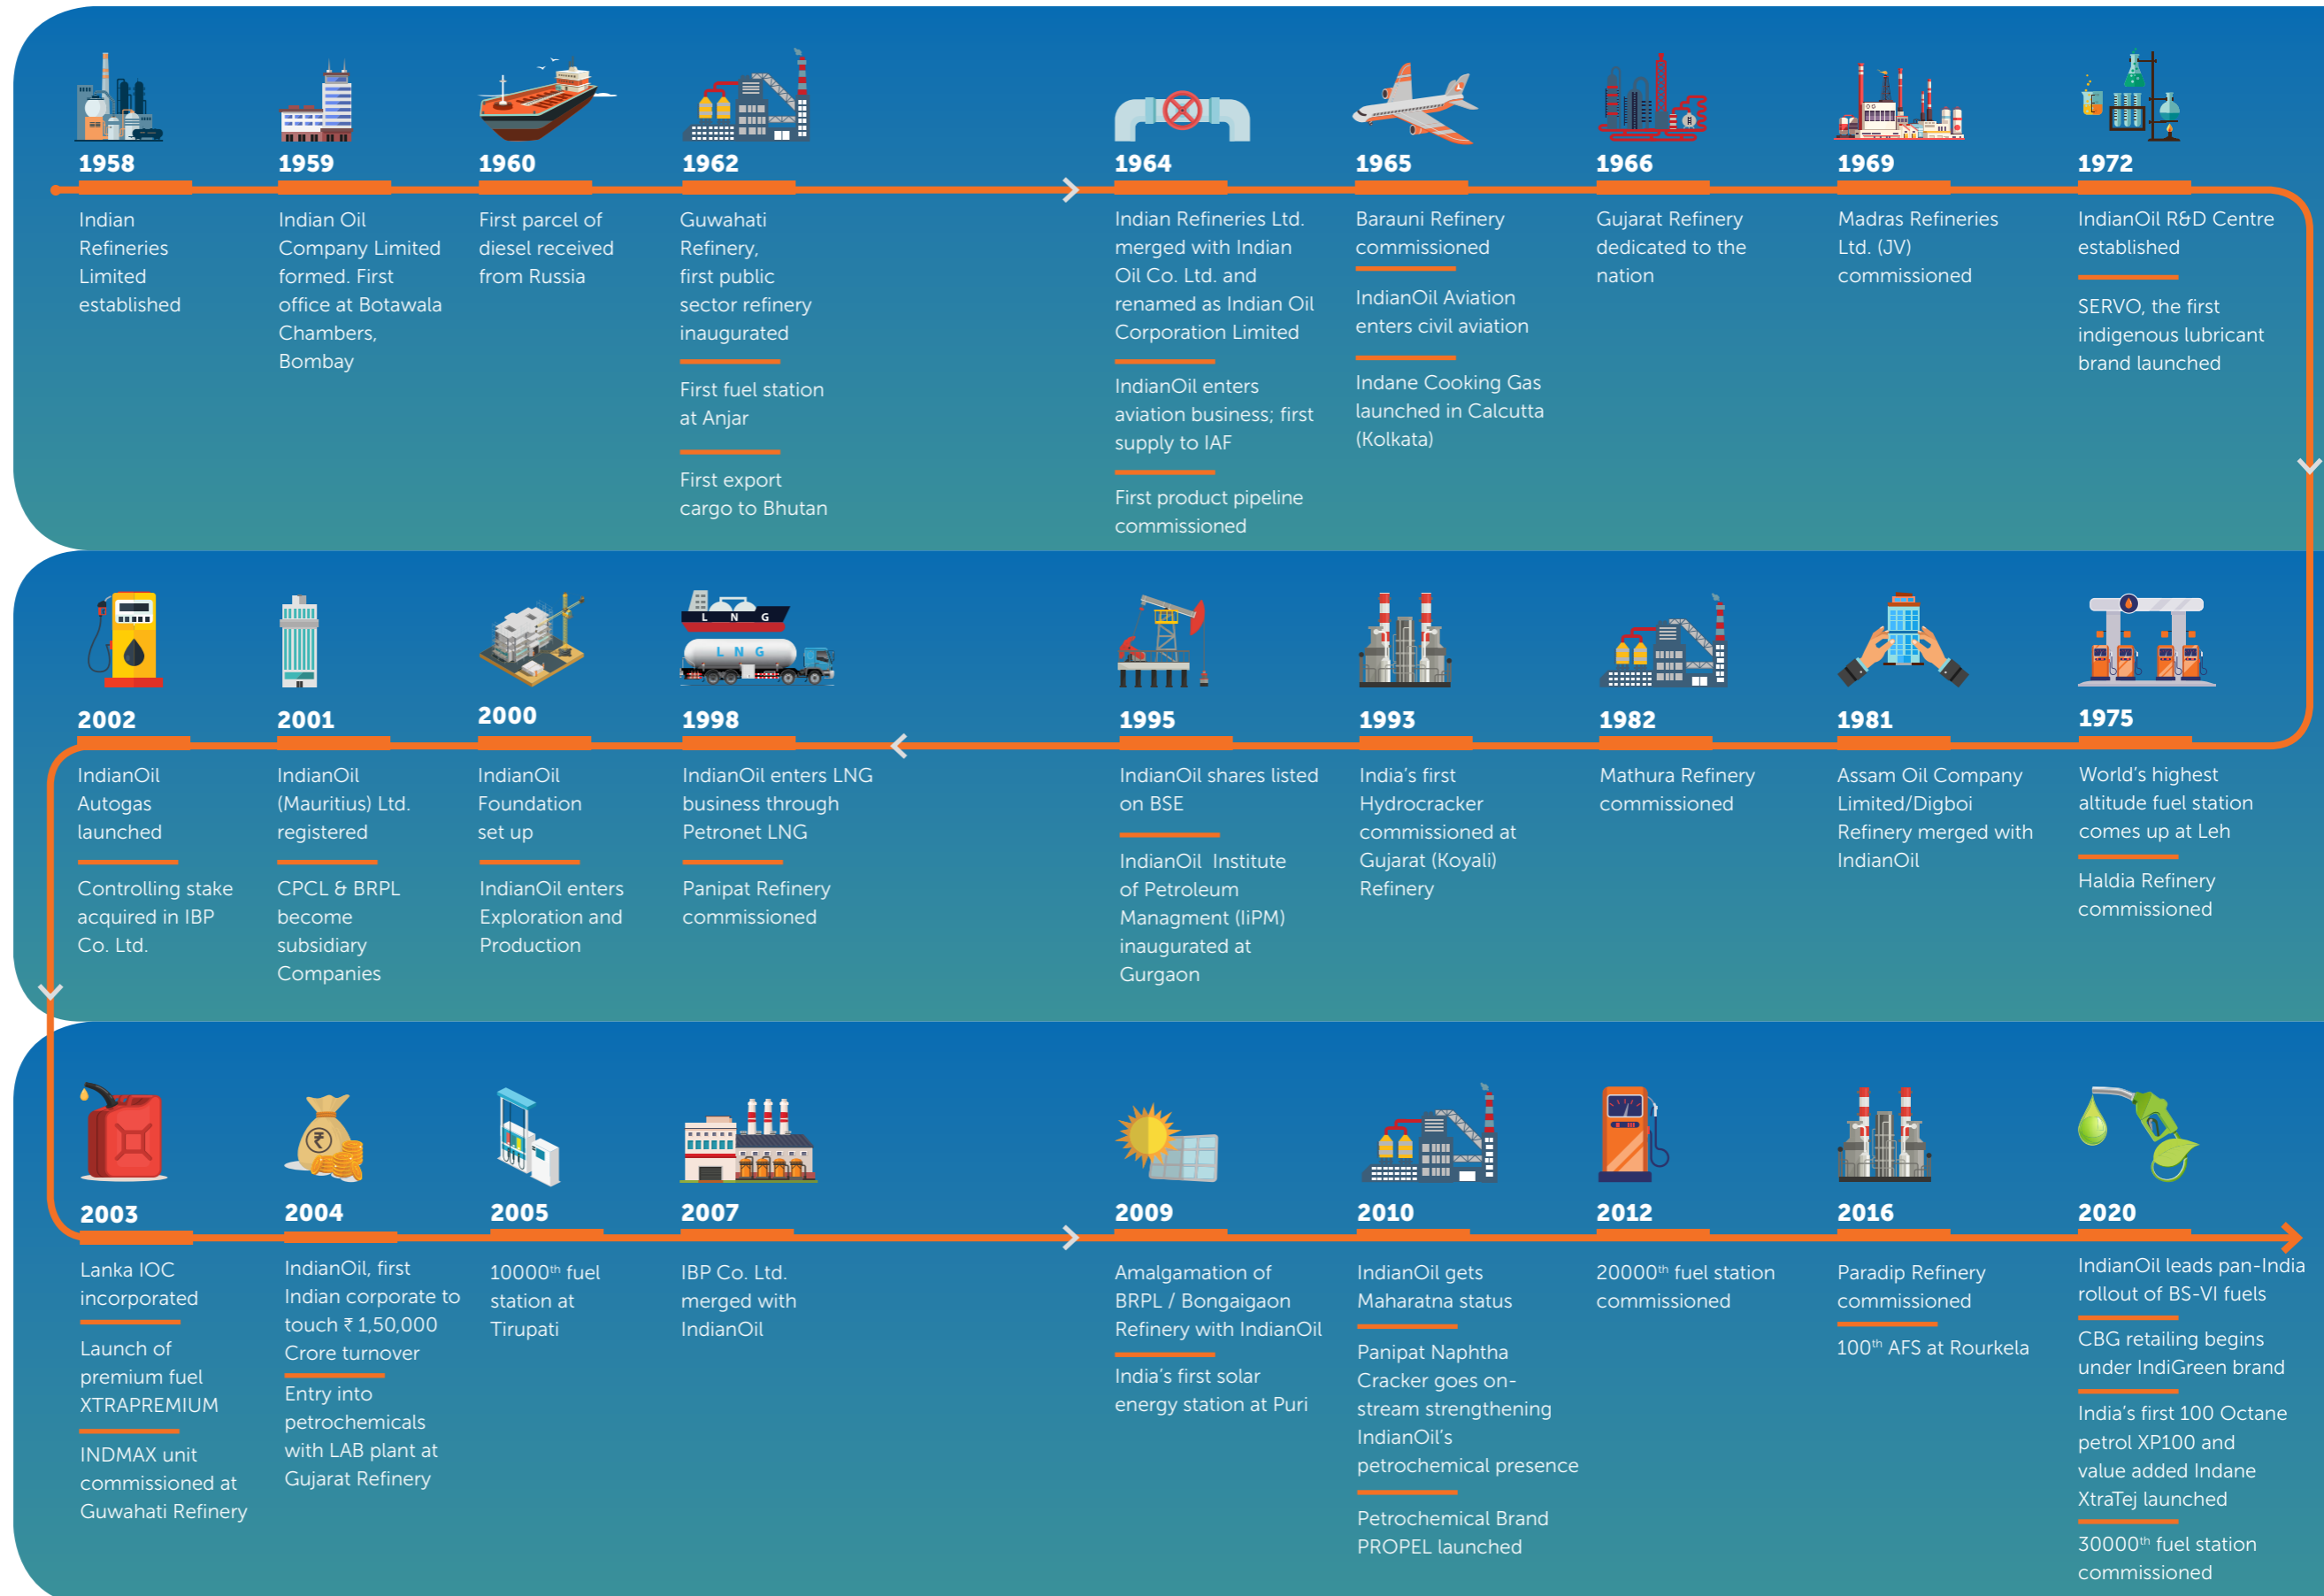 1958
Indian
Refineries
Limited
established
1959
Indian Oil
Company Limited
formed. First
office at Botawala
Chambers,
Bombay
1960
First parcel of
diesel received
from Russia
1962
Guwahati
Refinery,
first public
sector refinery
inaugurated
First fuel station
at Anjar
First export
cargo to Bhutan
1964
Indian Refineries Ltd.
merged with Indian
Oil Co. Ltd. and
renamed as Indian Oil
Corporation Limited
IndianOil enters
aviation business; first
supply to IAF
First product pipeline
commissioned
1965
Barauni Refinery
commissioned
IndianOil Aviation
enters civil aviation
Indane Cooking Gas
launched in Calcutta
(Kolkata)
1966
Gujarat Refinery
dedicated to the
nation
1969
Madras Refineries
Ltd. (JV)
commissioned
1972
IndianOil R&D Centre
established
SERVO, the first
indigenous lubricant
brand launched
1975
World's highest
altitude fuel station
comes up at Leh
Haldia Refinery
commissioned
1981
Assam Oil Company
Limited/Digboi
Refinery merged with
IndianOil
1982
Mathura Refinery
commissioned
1993
India's first
Hydrocracker
commissioned at
Gujarat (Koyali)
Refinery
1995
IndianOil shares listed
on BSE
IndianOil Institute
of Petroleum
Managment (IiPM)
inaugurated at
Gurgaon
L N G
L N G
1998
IndianOil enters LNG
business through
Petronet LNG
Panipat Refinery
commissioned
2000
IndianOil
Foundation
set up
IndianOil enters
Exploration and
Production
2001
IndianOil
(Mauritius) Ltd.
registered
CPCL & BRPL
become
subsidiary
Companies
2002
IndianOil
Autogas
launched
Controlling stake
acquired in IBP
Co. Ltd.
2003
Lanka IOC
incorporated
Launch of
premium fuel
XTRAPREMIUM
INDMAX unit
commissioned at
Guwahati Refinery
₹
2004
IndianOil, first
Indian corporate to
touch ₹ 1,50,000
Crore turnover
Entry into
petrochemicals
with LAB plant at
Gujarat Refinery
2005
10000th fuel
station at
Tirupati
2007
IBP Co. Ltd.
merged with
IndianOil
2009
Amalgamation of
BRPL / Bongaigaon
Refinery with IndianOil
India's first solar
energy station at Puri
2010
IndianOil gets
Maharatna status
Panipat Naphtha
Cracker goes on-
stream strengthening
IndianOil's
petrochemical presence
Petrochemical Brand
PROPEL launched
2012
20000th fuel station
commissioned
2016
Paradip Refinery
commissioned
100th AFS at Rourkela
2020
IndianOil leads pan-India
rollout of BS-VI fuels
CBG retailing begins
under IndiGreen brand
India's first 100 Octane
petrol XP100 and
value added Indane
XtraTej launched
30000th fuel station
commissioned